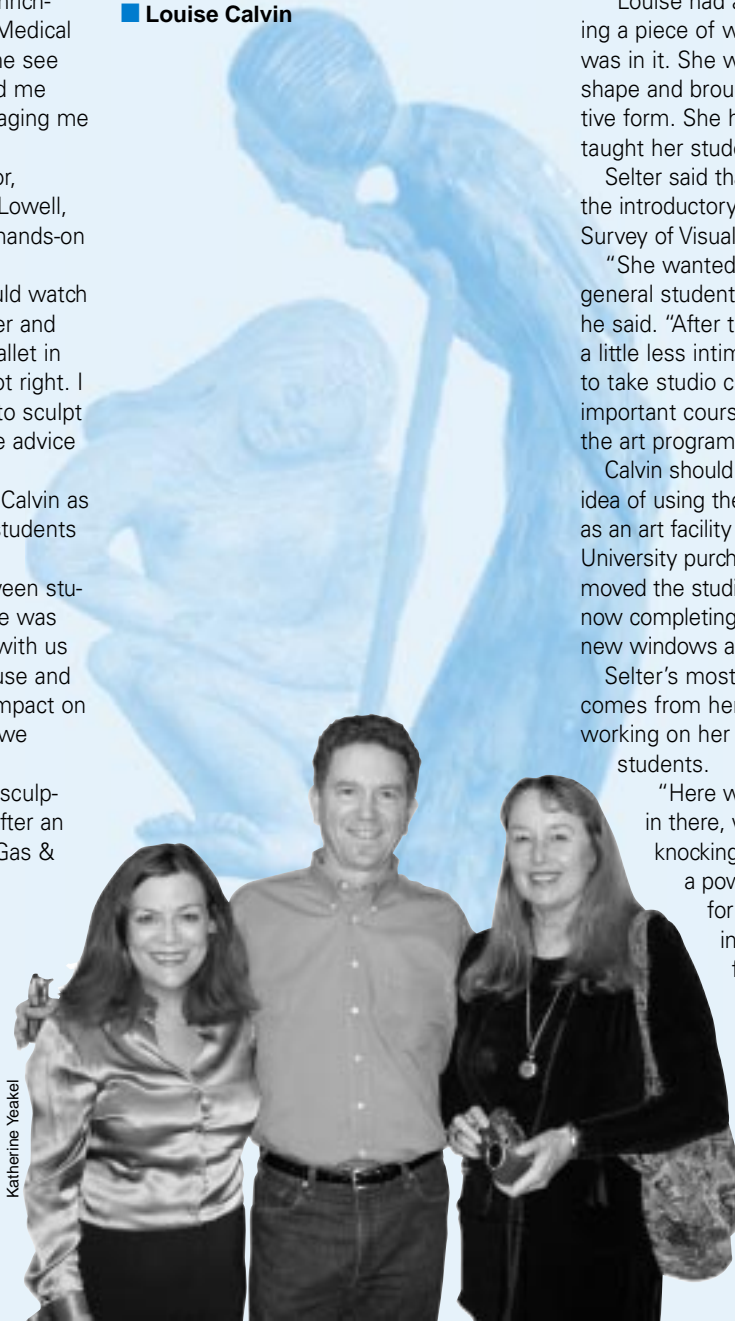 nrich-
Medical
ne see
d me
aging me
or,
Lowell,
hands-on
uld watch
er and
allet in
ot right. I
to sculpt
e advice
Calvin as
students
ween stu-
e was
with us
use and
mpact on
we
sculp-
fter an
Gas &
Louise Calvin
Louise had a
ing a piece of w
was in it. She w
shape and brou
tive form. She h
taught her stude
Selter said tha
the introductory
Survey of Visual
"She wanted
general student
he said. "After t
a little less intim
to take studio c
important cours
the art program
Calvin should
idea of using the
as an art facility
University purch
moved the studi
now completing
new windows a
Selter's most
comes from her
working on her
students.
"Here w
in there, w
knocking
a pov
for
in
t
Katherine Yeakel